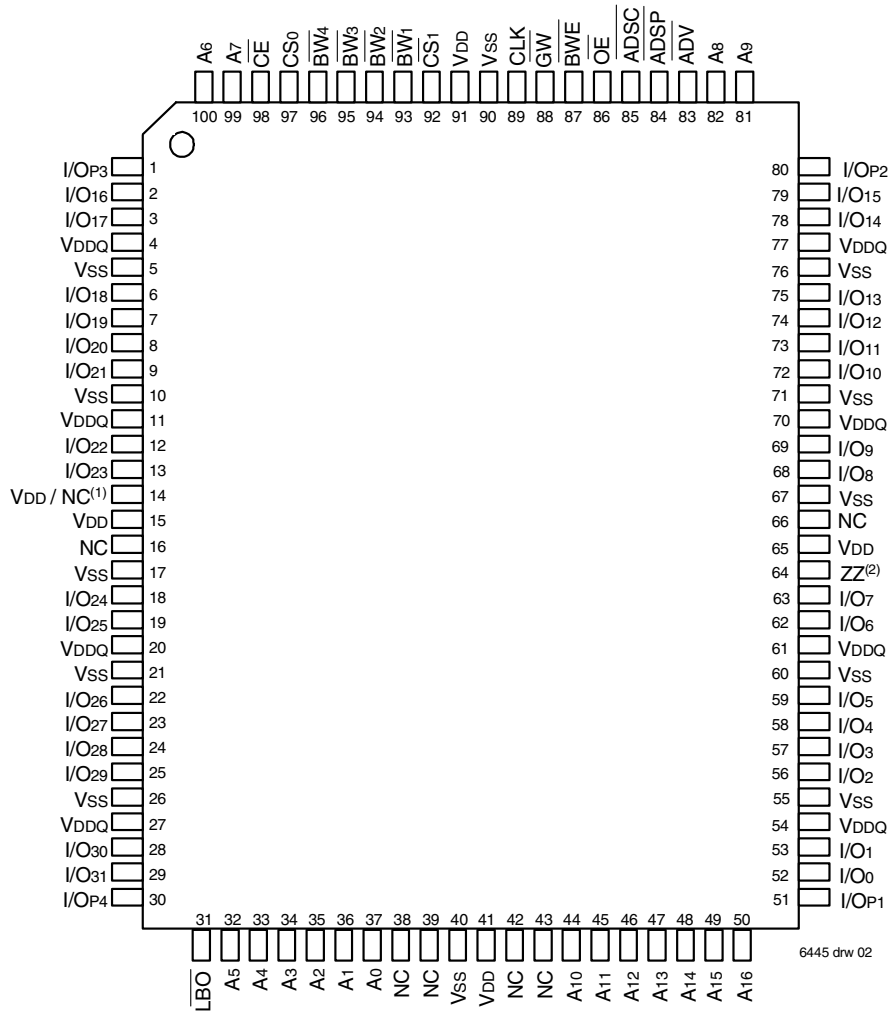 A6 A7 CE CS0 BW4 BW3 BW2 BW1 CS1 VDD VSS CLK GW BWE OE ADSC ADSP ADV A8 A9
100 99 98 97 96 95 94 93 92 91 90 89 88 87 86 85 84 83 82 81
I/OP3 1 80 I/OP2
I/O16 2 79 I/O15
I/O17 3 78 I/O14
VDDQ 4 77 VDDQ
VSS 5 76 VSS
I/O18 6 75 I/O13
I/O19 7 74 I/O12
I/O20 8 73 I/O11
I/O21 9 72 I/O10
VSS 10 71 VSS
VDDQ 11 70 VDDQ
I/O22 12 69 I/O9
I/O23 13 68 I/O8
VDD / NC(1) 14 67 VSS
VDD 15 66 NC
NC 16 65 VDD
VSS 17 64 ZZ(2)
I/O24 18 63 I/O7
I/O25 19 62 I/O6
VDDQ 20 61 VDDQ
VSS 21 60 VSS
I/O26 22 59 I/O5
I/O27 23 58 I/O4
I/O28 24 57 I/O3
I/O29 25 56 I/O2
VSS 26 55 VSS
VDDQ 27 54 VDDQ
I/O30 28 53 I/O1
I/O31 29 52 I/O0
I/OP4 30 51 I/OP1
31 32 33 34 35 36 37 38 39 40 41 42 43 44 45 46 47 48 49 50
LBO A5 A4 A3 A2 A1 A0 NC NC VSS VDD NC NC A10 A11 A12 A13 A14 A15 A16
6445 drw 02